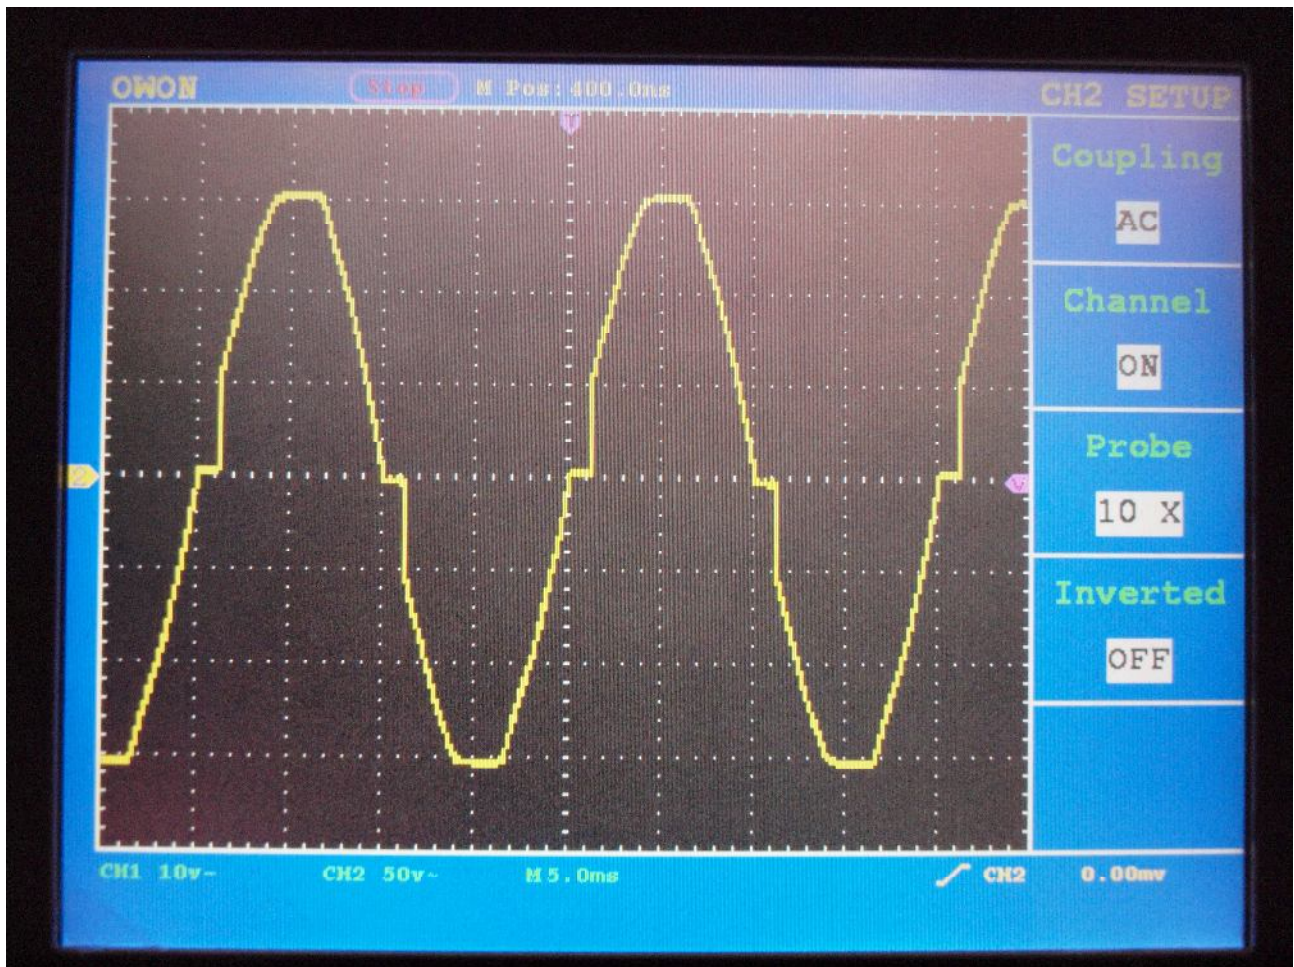 OWON Stop M Pos:400.0ns CH2 SETUP
T
Coupling
AC
Channel
ON
2
Probe
10 X
Inverted
OFF
CH1 10v- CH2 50v~ M 5.0ms CH2 0.00mv